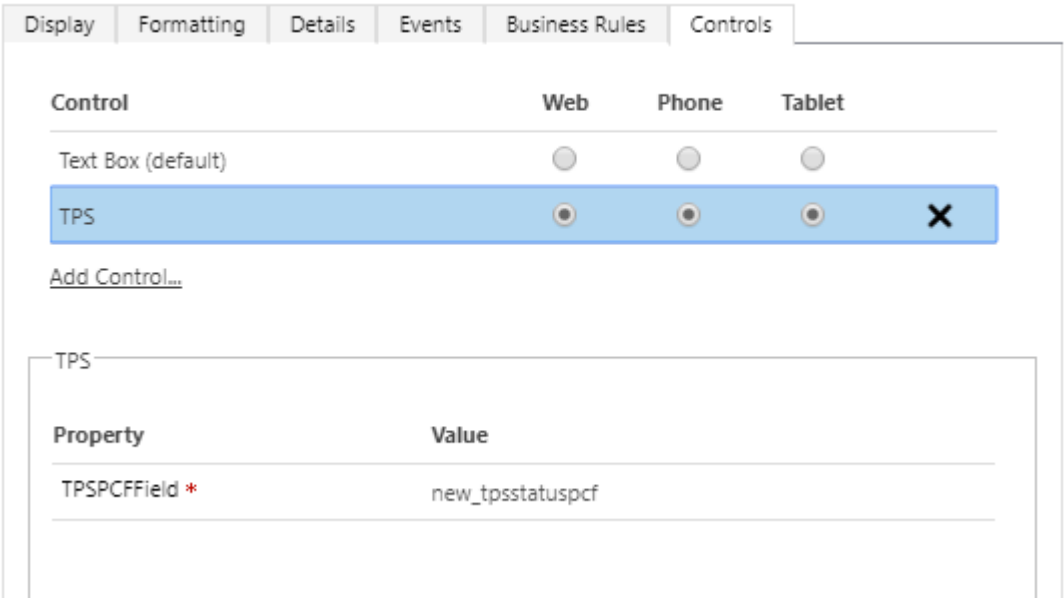 Display Formatting Details Events Business Rules Controls
Control Web Phone Tablet
Text Box (default)
TPS
Add Control...
TPS
Property Value
TPSPCFField * new_tpsstatuspcf